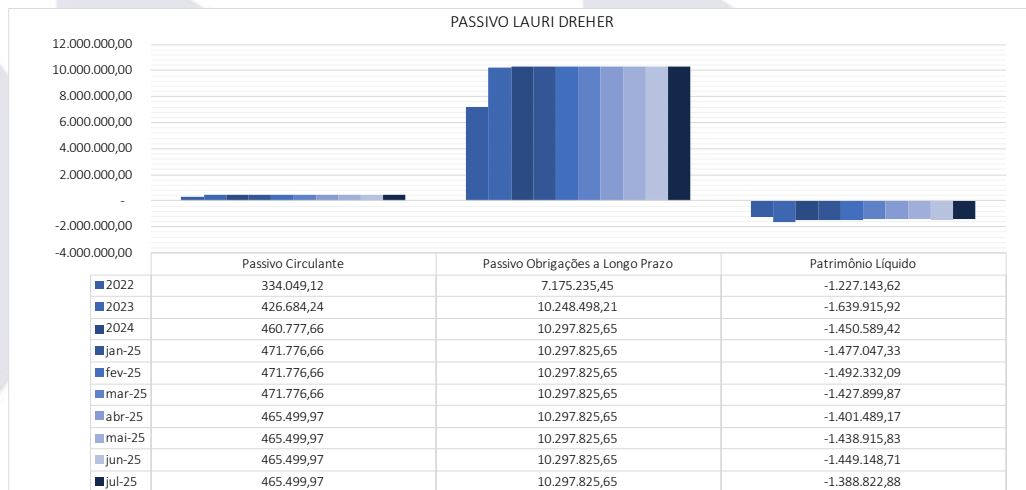 PASSIVO LAURI DREHER
12.000.000,00
10.000.000,00
8.000.000,00
6.000.000,00
4.000.000,00
2.000.000,00
-
-2.000.000,00
-4.000.000,00
Passivo Circulante Passivo Obrigações a Longo Prazo Patrimônio Líquido
2022 334.049,12 7.175.235,45 -1.227.143,62
2023 426.684,24 10.248.498,21 -1.639.915,92
2024 460.777,66 10.297.825,65 -1.450.589,42
jan-25 471.776,66 10.297.825,65 -1.477.047,33
fev-25 471.776,66 10.297.825,65 -1.492.332,09
mar-25 471.776,66 10.297.825,65 -1.427.899,87
abr-25 465.499,97 10.297.825,65 -1.401.489,17
mai-25 465.499,97 10.297.825,65 -1.438.915,83
jun-25 465.499,97 10.297.825,65 -1.449.148,71
jul-25 465.499,97 10.297.825,65 -1.388.822,88